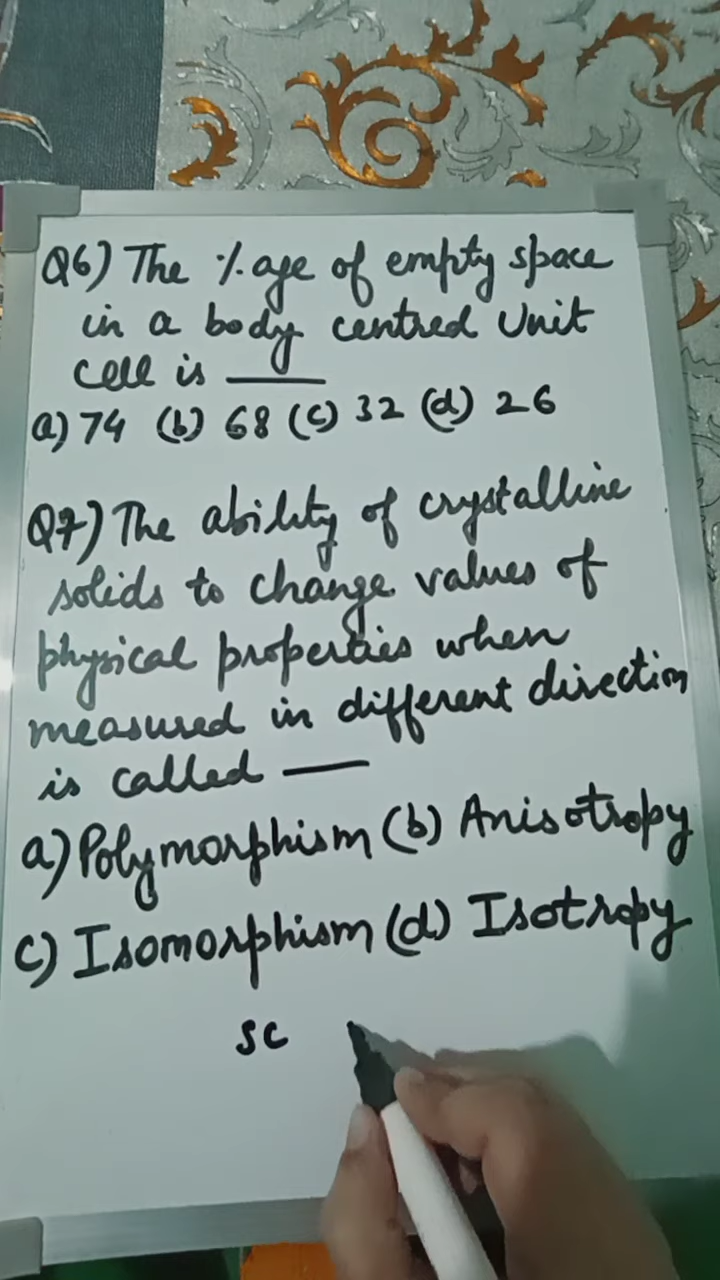 Q6) The %age of empty space
in a body centred Unit
cell is ___
a) 74 (b) 68 (c) 32 (d) 26
Q7) The ability of crystalline
solids to change values of
physical properties when
measured in different direction
is called —
a) Polymorphism (b) Anisotropy
c) Isomorphism (d) Isotropy
SC